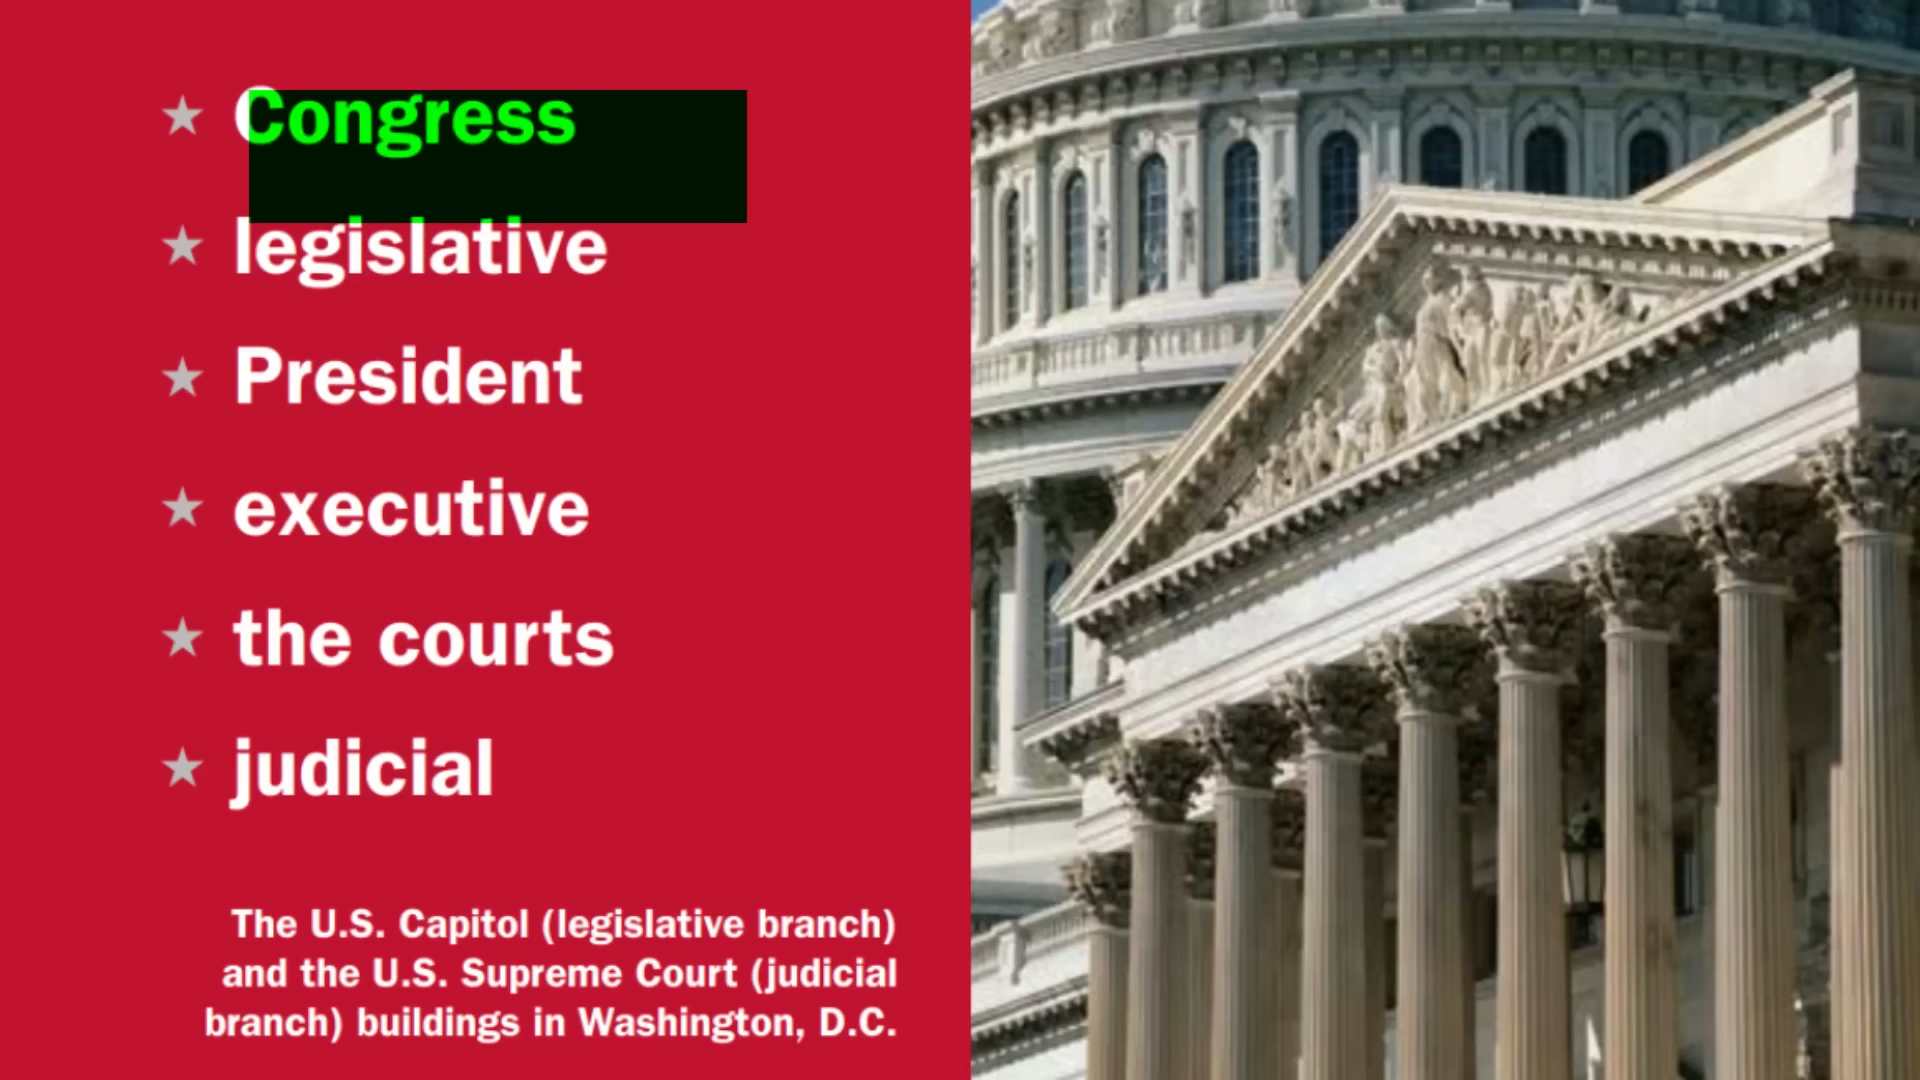 Congress
legislative
President
executive
the courts
judicial
The U.S. Capitol (legislative branch)
and the U.S. Supreme Court (judicial
branch) buildings in Washington, D.C.